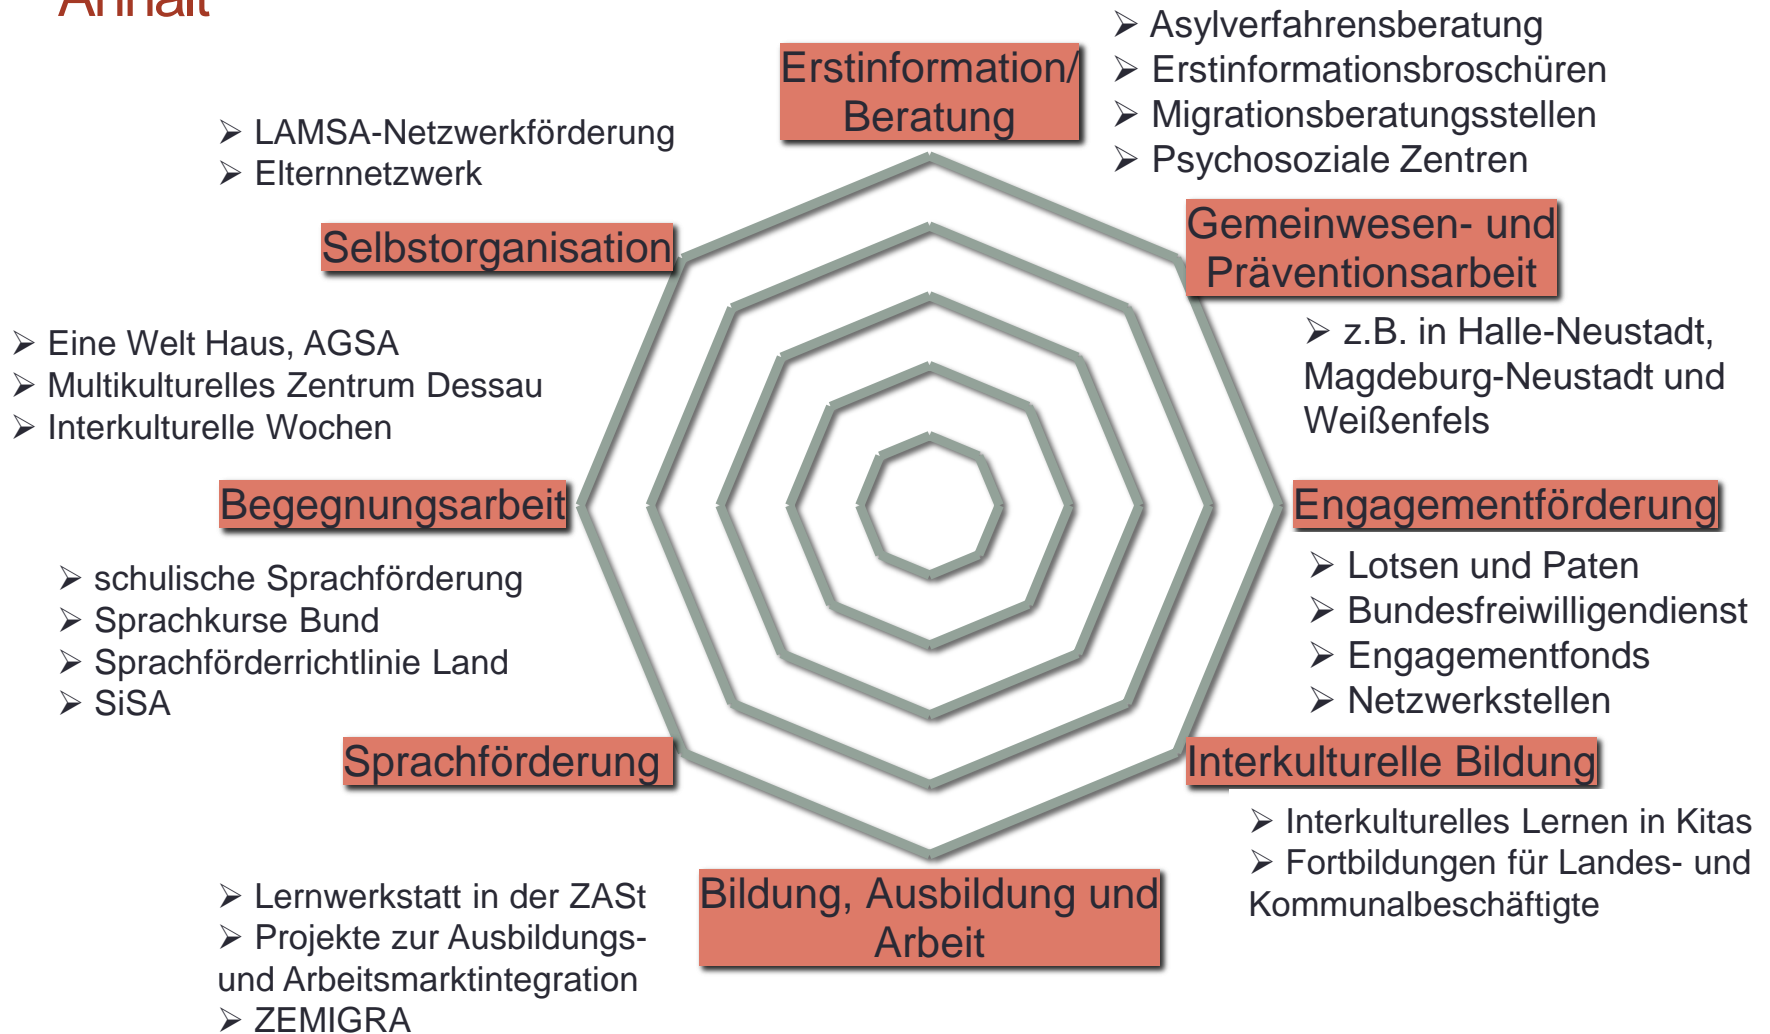 Anhalt
Erstinformation/
Beratung
➢ Asylverfahrensberatung
➢ Erstinformationsbroschüren
➢ Migrationsberatungsstellen
➢ Psychosoziale Zentren
➢ LAMSA-Netzwerkförderung
➢ Elternnetzwerk
Selbstorganisation
Gemeinwesen- und
Präventionsarbeit
➢ z.B. in Halle-Neustadt,
Magdeburg-Neustadt und
Weißenfels
➢ Eine Welt Haus, AGSA
➢ Multikulturelles Zentrum Dessau
➢ Interkulturelle Wochen
Begegnungsarbeit
Engagementförderung
➢ Lotsen und Paten
➢ Bundesfreiwilligendienst
➢ Engagementfonds
➢ Netzwerkstellen
➢ schulische Sprachförderung
➢ Sprachkurse Bund
➢ Sprachförderrichtlinie Land
➢ SiSA
Sprachförderung
Interkulturelle Bildung
➢ Interkulturelles Lernen in Kitas
➢ Fortbildungen für Landes- und
Kommunalbeschäftigte
Bildung, Ausbildung und
Arbeit
➢ Lernwerkstatt in der ZASt
➢ Projekte zur Ausbildungs-
und Arbeitsmarktintegration
➢ ZEMIGRA